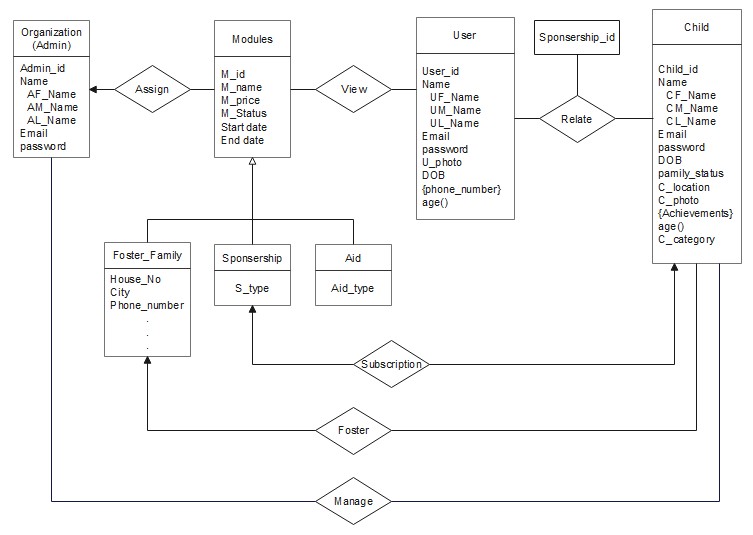 Organization
(Admin)
Admin_id
Name
AF_Name
AM_Name
AL_Name
Email
password
Assign
Modules
M_id
M_name
M_price
M_Status
Start date
End date
View
User
User_id
Name
UF_Name
UM_Name
UL_Name
Email
password
U_photo
DOB
{phone_number}
age()
Sponsership_id
Relate
Child
Child_id
Name
CF_Name
CM_Name
CL_Name
Email
password
DOB
pamily_status
C_location
C_photo
{Achievements}
age()
C_category
Foster_Family
House_No
City
Phone_number
.
.
.
Sponsership
S_type
Aid
Aid_type
Subscription
Foster
Manage